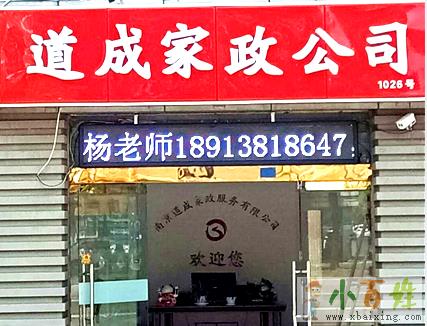 道成家政公司
1026号
杨老师18913818647
南京道成家政服务有限公司
欢迎您
小百姓
www.xbaixing.com